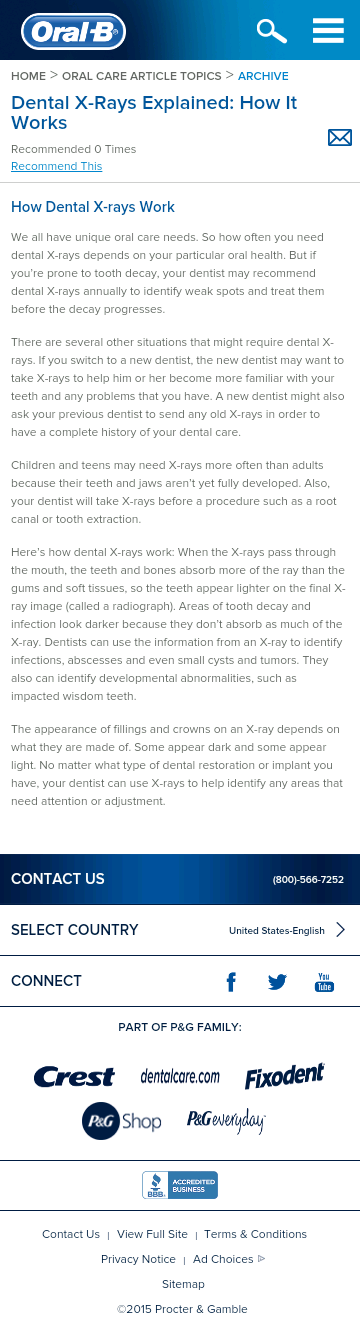 Oral-B
HOME > ORAL CARE ARTICLE TOPICS > ARCHIVE
Dental X-Rays Explained: How It
Works
Recommended 0 Times
Recommend This
How Dental X-rays Work
We all have unique oral care needs. So how often you need
dental X-rays depends on your particular oral health. But if
you're prone to tooth decay, your dentist may recommend
dental X-rays annually to identify weak spots and treat them
before the decay progresses.
There are several other situations that might require dental X-
rays. If you switch to a new dentist, the new dentist may want to
take X-rays to help him or her become more familiar with your
teeth and any problems that you have. A new dentist might also
ask your previous dentist to send any old X-rays in order to
have a complete history of your dental care.
Children and teens may need X-rays more often than adults
because their teeth and jaws aren't yet fully developed. Also,
your dentist will take X-rays before a procedure such as a root
canal or tooth extraction.
Here's how dental X-rays work: When the X-rays pass through
the mouth, the teeth and bones absorb more of the ray than the
gums and soft tissues, so the teeth appear lighter on the final X-
ray image (called a radiograph). Areas of tooth decay and
infection look darker because they don't absorb as much of the
X-ray. Dentists can use the information from an X-ray to identify
infections, abscesses and even small cysts and tumors. They
also can identify developmental abnormalities, such as
impacted wisdom teeth.
The appearance of fillings and crowns on an X-ray depends on
what they are made of. Some appear dark and some appear
light. No matter what type of dental restoration or implant you
have, your dentist can use X-rays to help identify any areas that
need attention or adjustment.
CONTACT US (800)-566-7252
SELECT COUNTRY United States-English
CONNECT You Tube
PART OF P&G FAMILY:
Crest dentalcare.com Fixodent
P&G Shop P&G everyday
BBB. ACCREDITED BUSINESS
Contact Us | View Full Site | Terms & Conditions
Privacy Notice | Ad Choices
Sitemap
©2015 Procter & Gamble